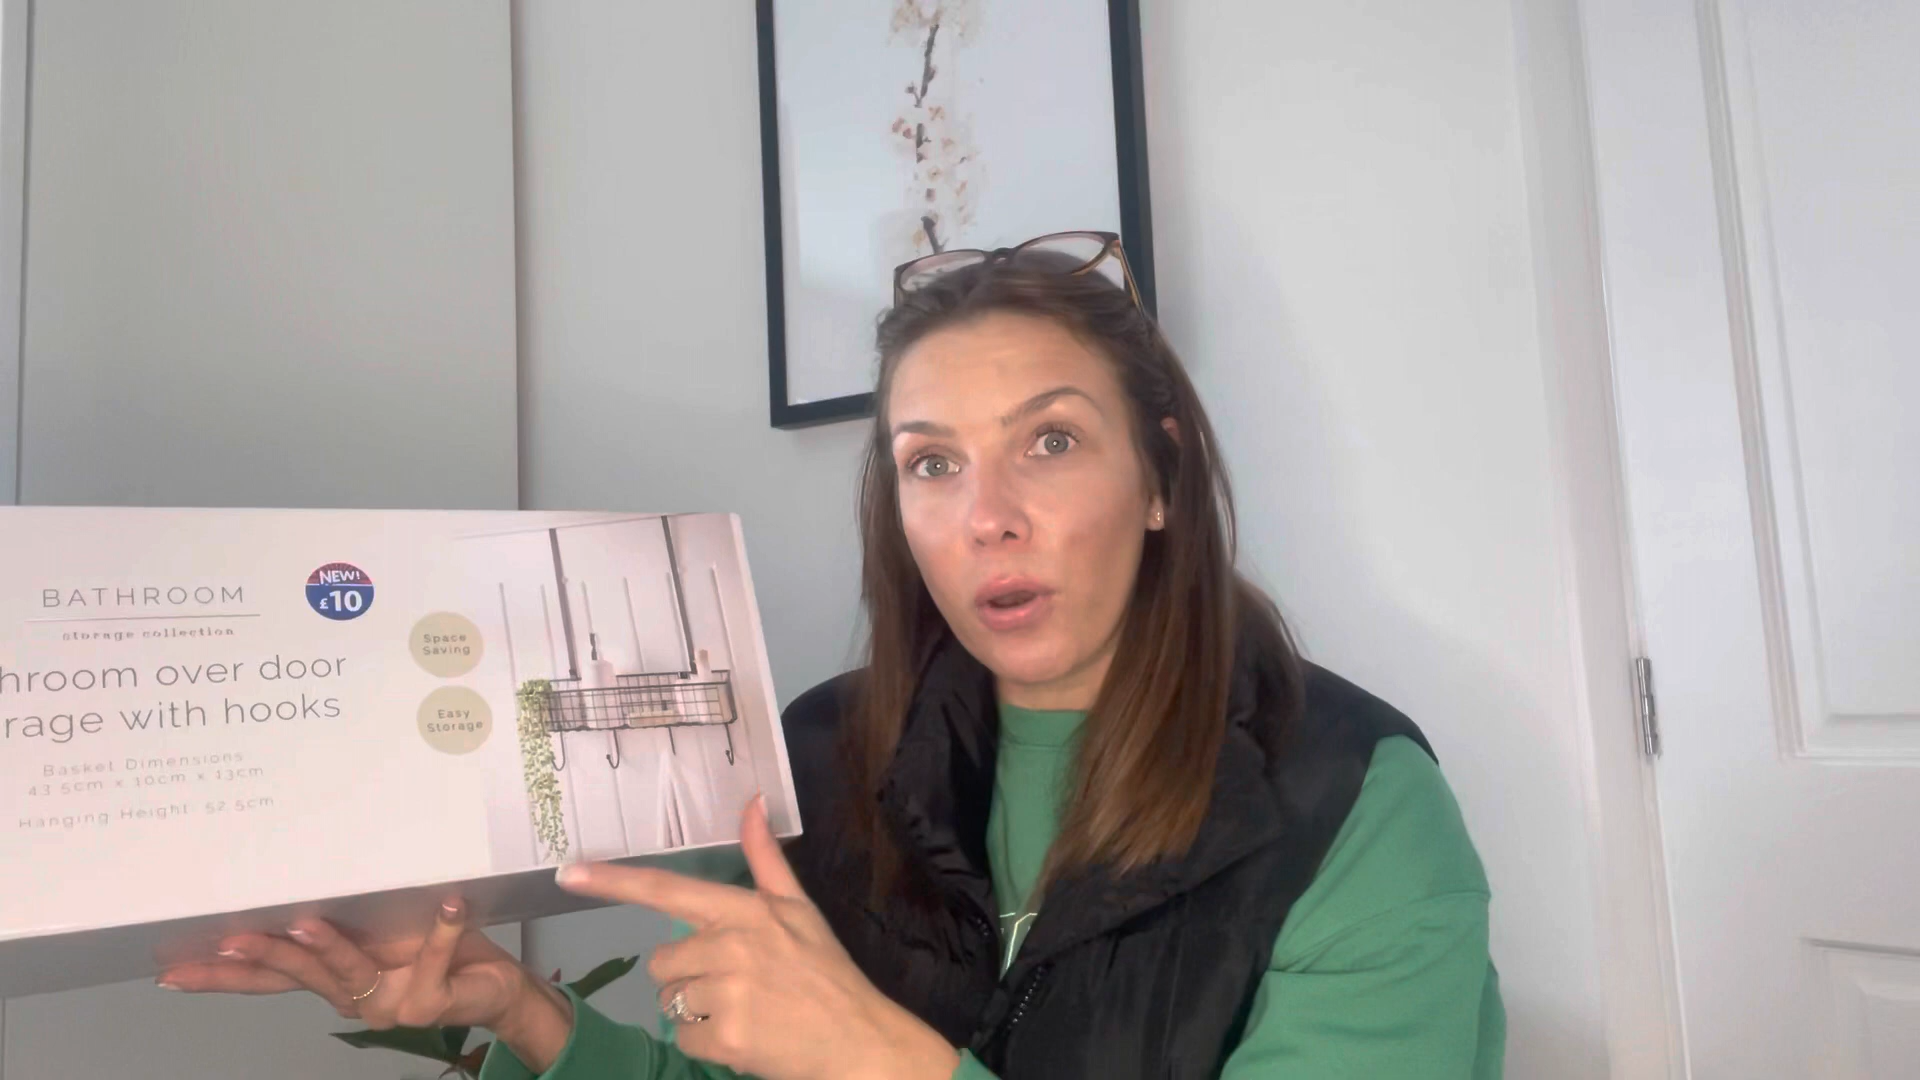 BATHROOM
storage collection
NEW!
£10
hroom over door
rage with hooks
Basket Dimensions
43.5cm x 10cm x 13cm
Hanging Height: 52.5cm
Space
Saving
Easy
Storage